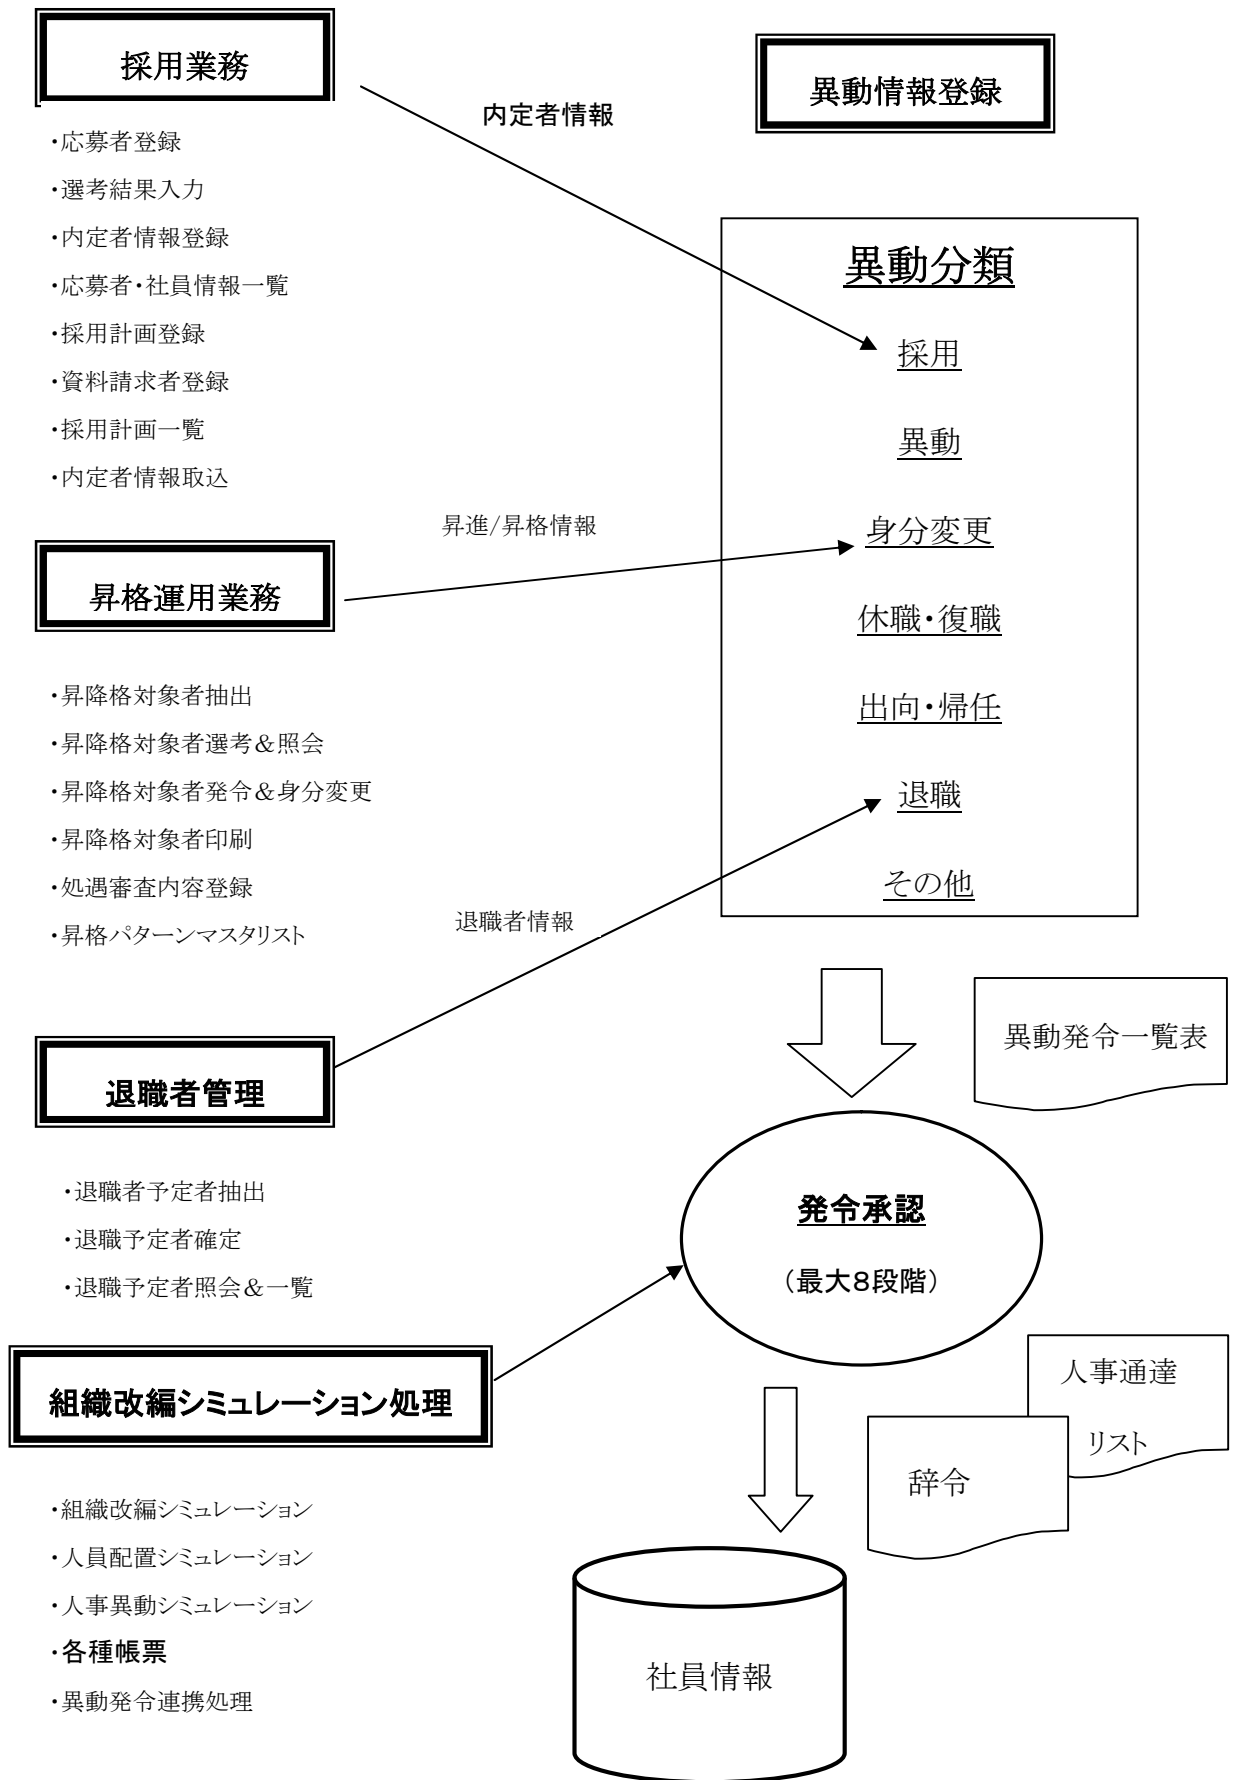 採用業務
・応募者登録
・選考結果入力
・内定者情報登録
・応募者・社員情報一覧
・採用計画登録
・資料請求者登録
・採用計画一覧
・内定者情報取込
内定者情報
異動情報登録
異動分類
採用
異動
身分変更
休職・復職
出向・帰任
退職
その他
昇進/昇格情報
昇格運用業務
・昇降格対象者抽出
・昇降格対象者選考&照会
・昇降格対象者発令&身分変更
・昇降格対象者印刷
・処遇審査内容登録
・昇格パターンマスタリスト
退職者情報
退職者管理
・退職者予定者抽出
・退職予定者確定
・退職予定者照会&一覧
異動発令一覧表
発令承認
（最大8段階）
組織改編シミュレーション処理
・組織改編シミュレーション
・人員配置シミュレーション
・人事異動シミュレーション
・各種帳票
・異動発令連携処理
人事通達
リスト
辞令
社員情報